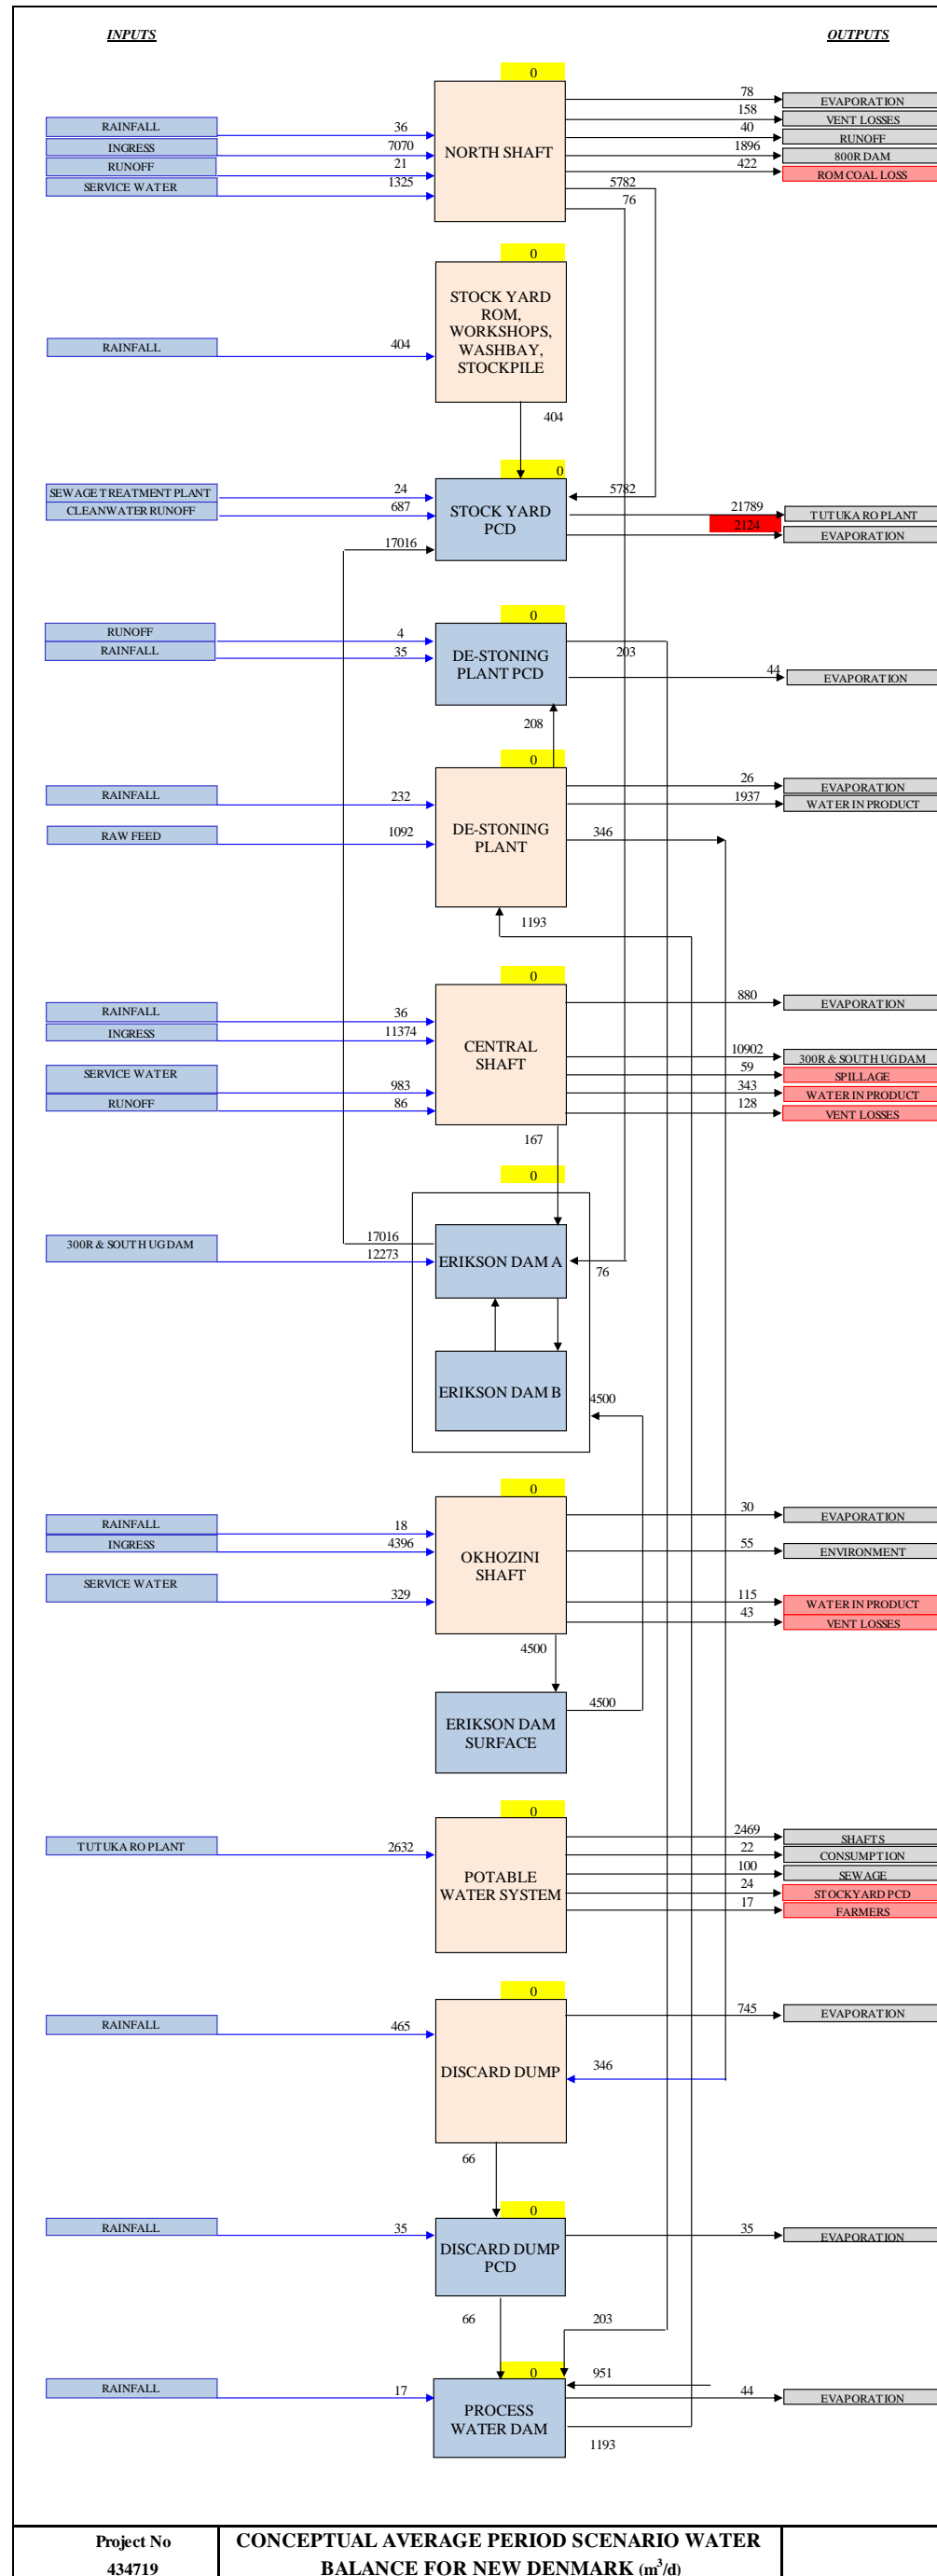 INPUTS
OUTPUTS
0
NORTH SHAFT
RAINFALL
36
INGRESS
7070
RUNOFF
21
SERVICE WATER
1325
78
EVAPORATION
158
VENT LOSSES
40
RUNOFF
1896
800R DAM
422
ROM COAL LOSS
5782
76
0
STOCK YARD
ROM,
WORKSHOPS,
WASHBAY,
STOCKPILE
RAINFALL
404
404
0
STOCK YARD
PCD
SEWAGE TREATMENT PLANT
24
CLEANWATER RUNOFF
687
17016
5782
21789
TUTUKA RO PLANT
2124
EVAPORATION
0
DE-STONING
PLANT PCD
RUNOFF
4
RAINFALL
35
203
44
EVAPORATION
208
0
DE-STONING
PLANT
RAINFALL
232
RAW FEED
1092
26
EVAPORATION
1937
WATER IN PRODUCT
346
1193
0
CENTRAL
SHAFT
RAINFALL
36
INGRESS
11374
SERVICE WATER
983
RUNOFF
86
880
EVAPORATION
10902
300R & SOUTH UG DAM
59
SPILLAGE
343
WATER IN PRODUCT
128
VENT LOSSES
167
0
17016
300R & SOUTH UG DAM
12273
ERIKSON DAM A
76
ERIKSON DAM B
4500
0
OKHOZINI
SHAFT
RAINFALL
18
INGRESS
4396
SERVICE WATER
329
30
EVAPORATION
55
ENVIRONMENT
115
WATER IN PRODUCT
43
VENT LOSSES
4500
ERIKSON DAM
SURFACE
4500
0
POTABLE
WATER SYSTEM
TUTUKA RO PLANT
2632
2469
SHAFTS
22
CONSUMPTION
100
SEWAGE
24
STOCKYARD PCD
17
FARMERS
0
DISCARD DUMP
RAINFALL
465
745
EVAPORATION
346
66
0
DISCARD DUMP
PCD
RAINFALL
35
35
EVAPORATION
66
203
0
951
PROCESS
WATER DAM
RAINFALL
17
44
EVAPORATION
1193
Project No
434719
CONCEPTUAL AVERAGE PERIOD SCENARIO WATER
BALANCE FOR NEW DENMARK (m³/d)